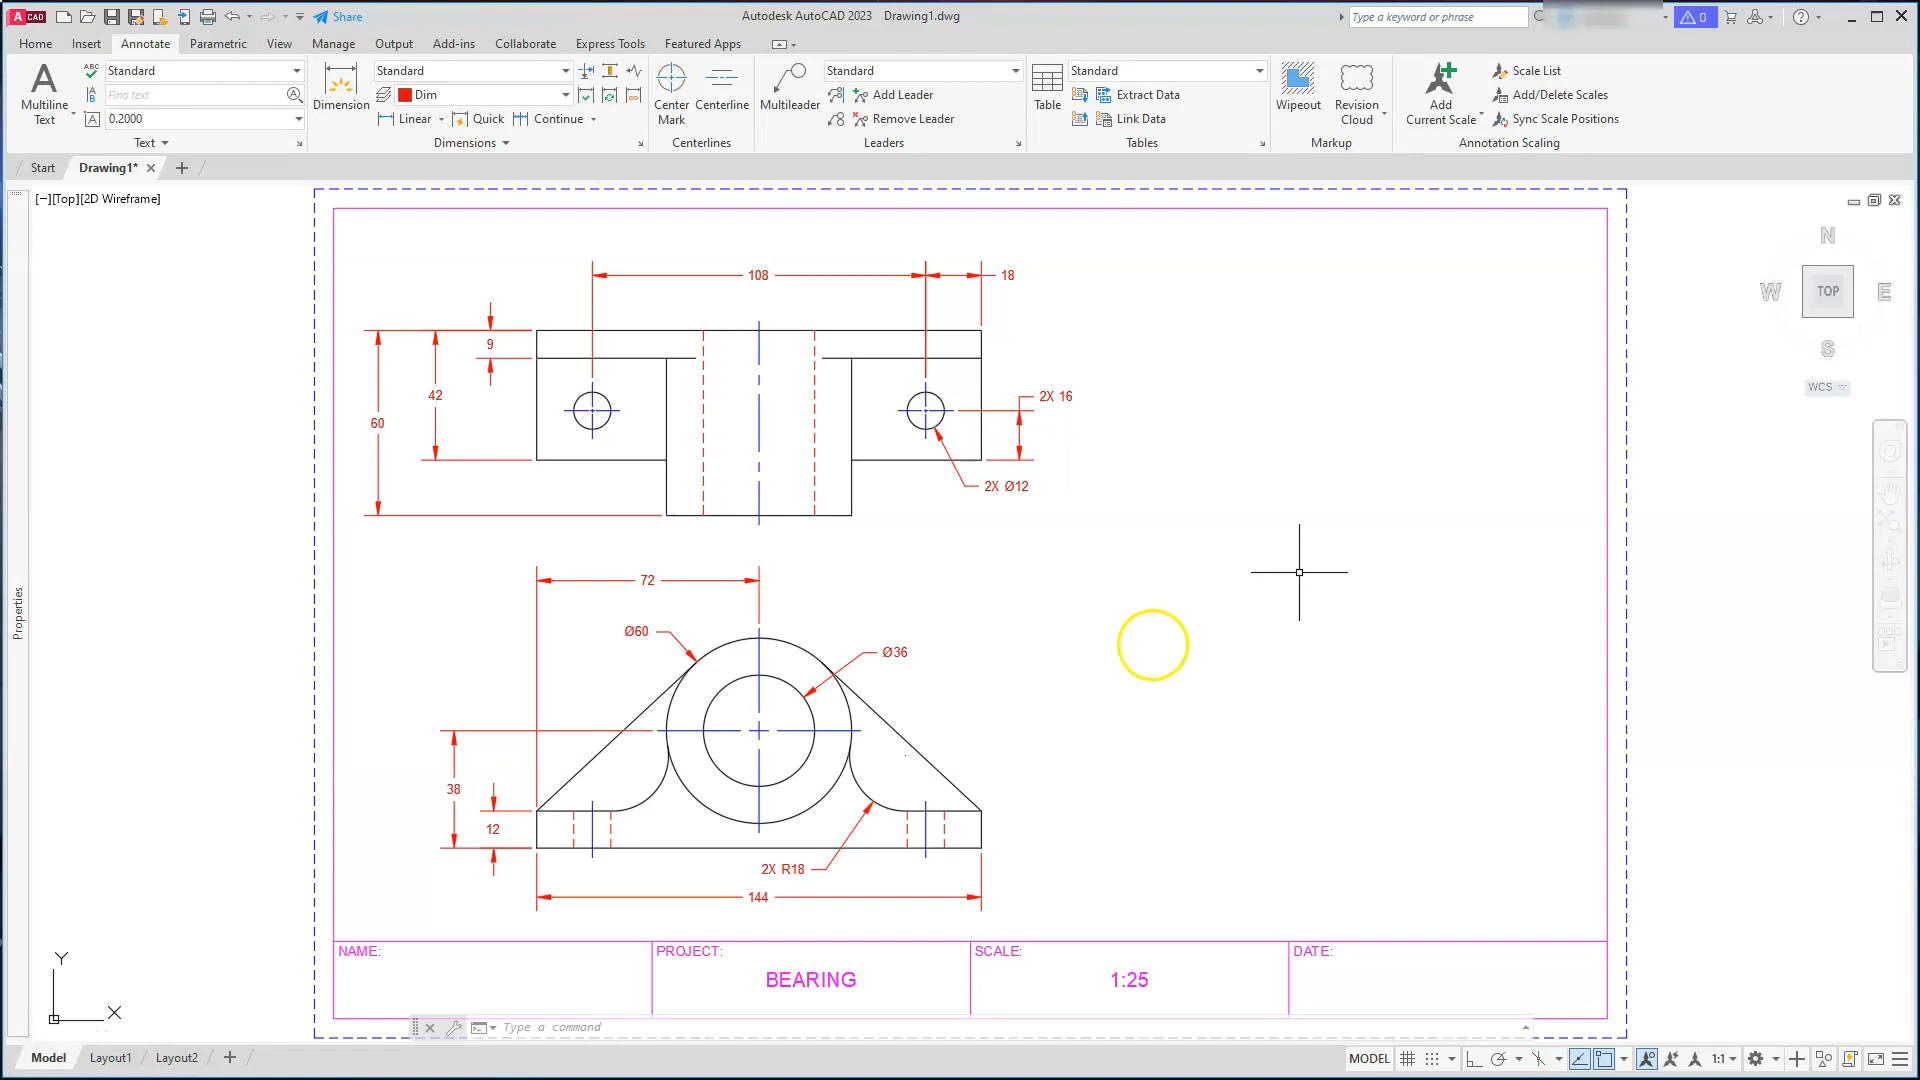 A CAD Share Autodesk AutoCAD 2023 Drawing1.dwg Type a keyword or phrase 0
Home Insert Annotate Parametric View Manage Output Add-ins Collaborate Express Tools Featured Apps
Multiline Text
ABC Standard
Find text
0.2000
Text
Dimension
Standard
Dim
Linear Quick Continue
Dimensions
Center Mark
Centerline
Centerlines
Multileader
Standard
Add Leader
Remove Leader
Leaders
Table
Standard
Extract Data
Link Data
Tables
Wipeout
Revision Cloud
Markup
Add Current Scale
Scale List
Add/Delete Scales
Sync Scale Positions
Annotation Scaling
Start Drawing1*
[−][Top][2D Wireframe]
N
W TOP E
S
WCS
Properties
108 18
9
42
60
2X 16
2X Ø12
72
Ø60
Ø36
38
12
2X R18
144
NAME: PROJECT: SCALE: DATE:
BEARING 1:25
Y
X
Type a command
Model Layout1 Layout2 MODEL 1:1